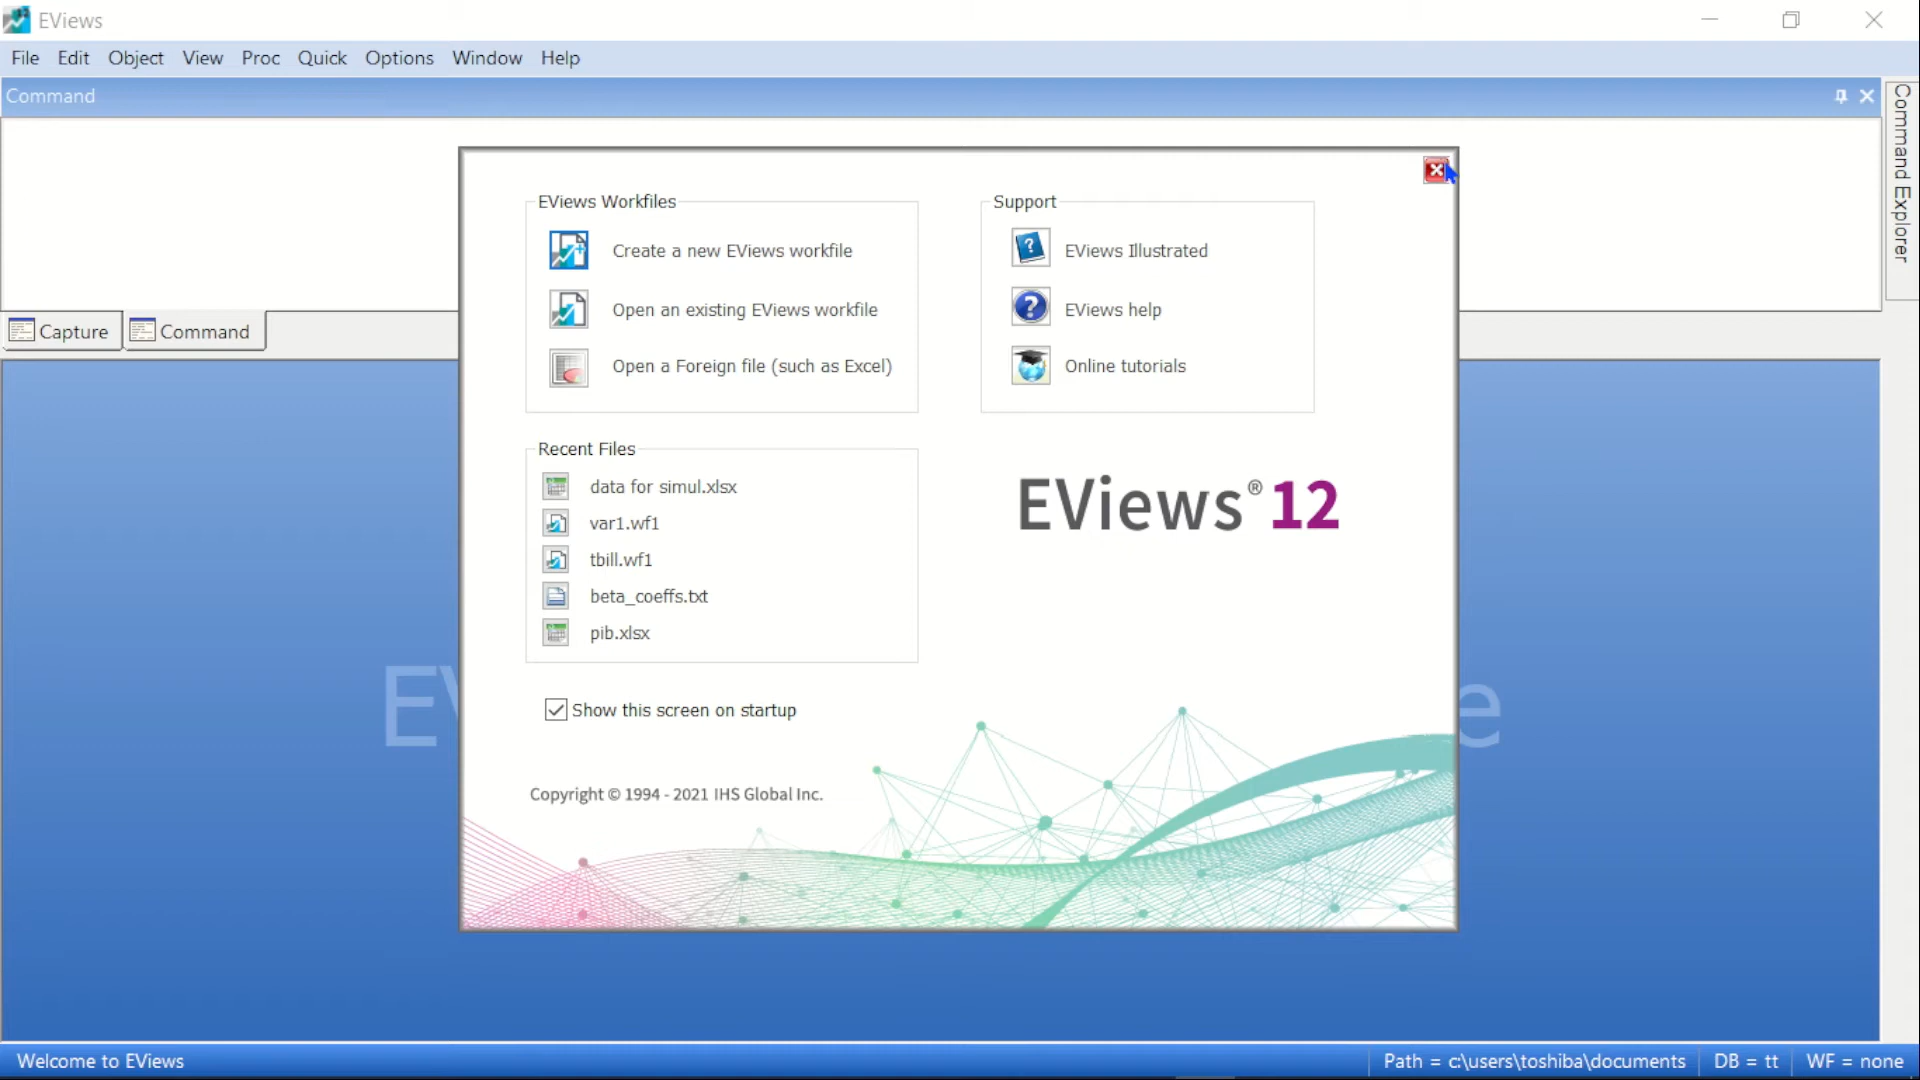 EViews
File Edit Object View Proc Quick Options Window Help
Command
Command Explorer
Capture Command
EViews Workfiles
Create a new EViews workfile
Open an existing EViews workfile
Open a Foreign file (such as Excel)
Support
EViews Illustrated
EViews help
Online tutorials
Recent Files
data for simul.xlsx
var1.wf1
tbill.wf1
beta_coeffs.txt
pib.xlsx
EViews® 12
Show this screen on startup
Copyright © 1994 - 2021 IHS Global Inc.
Welcome to EViews
Path = c:\users\toshiba\documents DB = tt WF = none